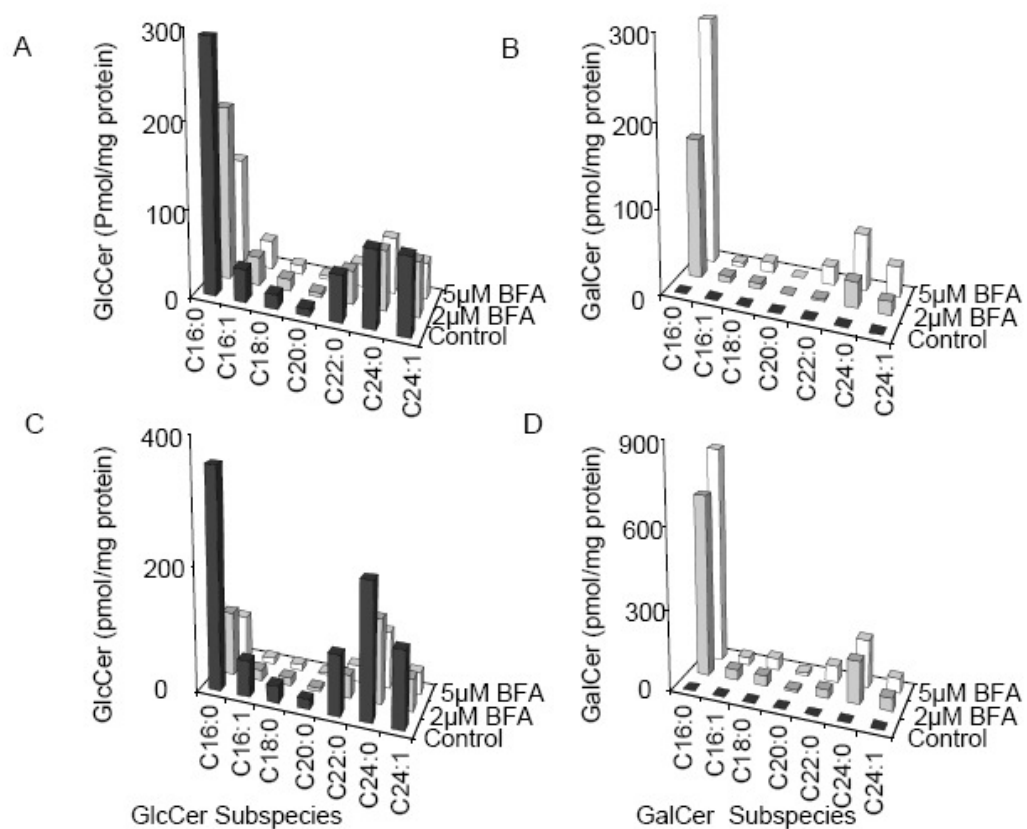 A
GlcCer (Pmol/mg protein)
300
200
100
0
C16:0
C16:1
C18:0
C20:0
C22:0
C24:0
C24:1
5µM BFA
2µM BFA
Control
B
GalCer (pmol/mg protein)
300
200
100
0
C16:0
C16:1
C18:0
C20:0
C22:0
C24:0
C24:1
5µM BFA
2µM BFA
Control
C
GlcCer (pmol/mg protein)
400
200
0
C16:0
C16:1
C18:0
C20:0
C22:0
C24:0
C24:1
5µM BFA
2µM BFA
Control
GlcCer Subspecies
D
GalCer (pmol/mg protein)
900
600
300
0
C16:0
C16:1
C18:0
C20:0
C22:0
C24:0
C24:1
5µM BFA
2µM BFA
Control
GalCer Subspecies